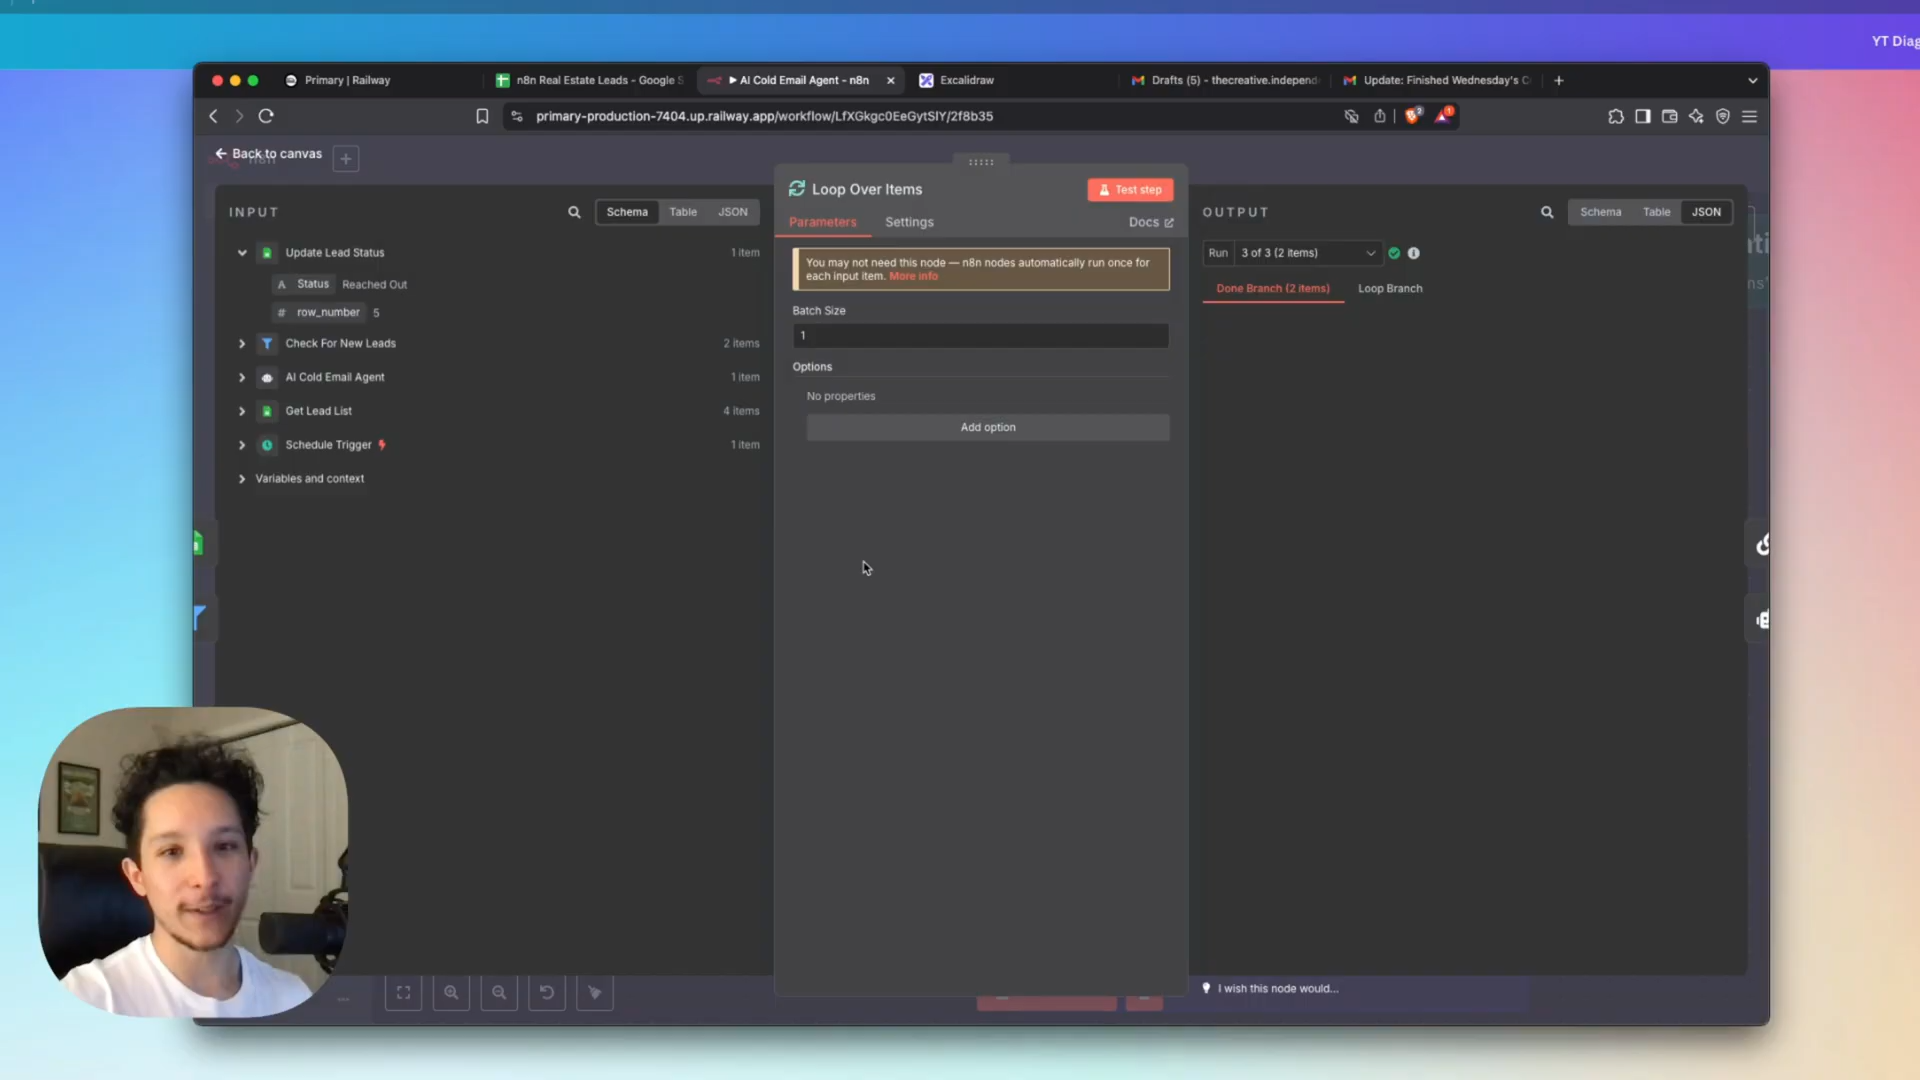 YT Diag
Primary | Railway
n8n Real Estate Leads - Google S
AI Cold Email Agent - n8n
Excalidraw
Drafts (5) - thecreative.independ
Update: Finished Wednesday's C
primary-production-7404.up.railway.app/workflow/LfXGkgc0EeGytSIY/2f8b35
2
1
Back to canvas
INPUT
Schema
Table
JSON
Update Lead Status
1 item
A Status Reached Out
# row_number 5
Check For New Leads
2 items
AI Cold Email Agent
1 item
Get Lead List
4 items
Schedule Trigger
1 item
Variables and context
Loop Over Items
Test step
Parameters
Settings
Docs
You may not need this node — n8n nodes automatically run once for
each input item. More info
Batch Size
1
Options
No properties
Add option
OUTPUT
Schema
Table
JSON
Run
3 of 3 (2 items)
Done Branch (2 items)
Loop Branch
I wish this node would...